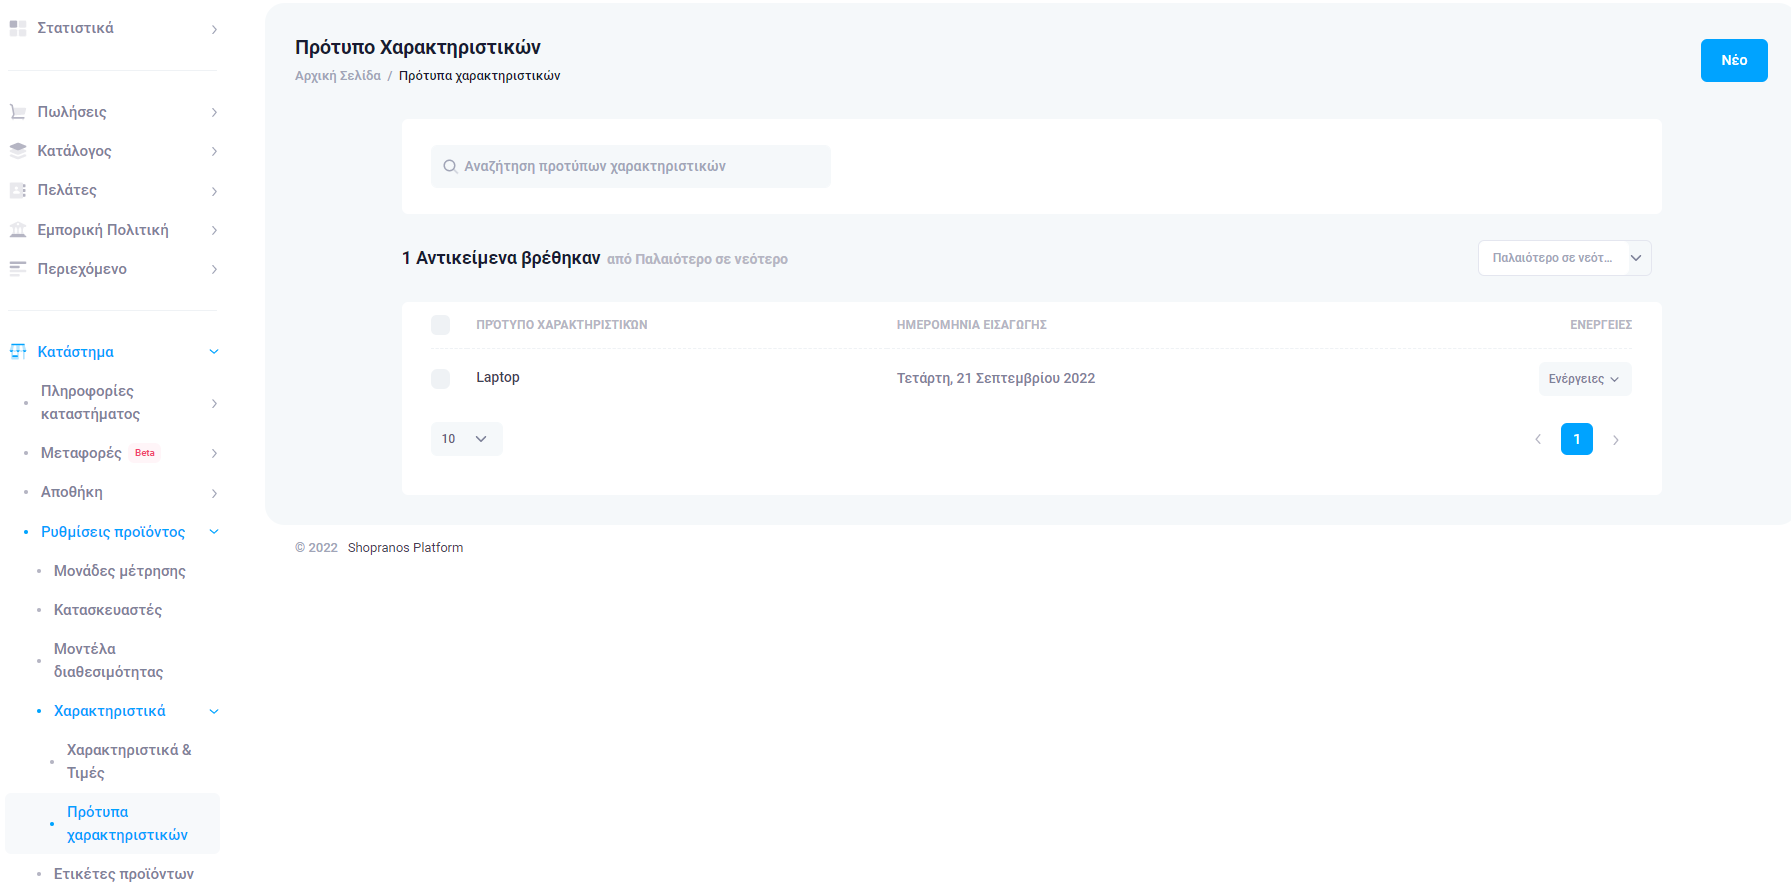 Στατιστικά
Πωλήσεις
Κατάλογος
Πελάτες
Εμπορική Πολιτική
Περιεχόμενο
Κατάστημα
Πληροφορίες
καταστήματος
Μεταφορές Beta
Αποθήκη
Ρυθμίσεις προϊόντος
Μονάδες μέτρησης
Κατασκευαστές
Μοντέλα
διαθεσιμότητας
Χαρακτηριστικά
Χαρακτηριστικά &
Τιμές
Πρότυπα
χαρακτηριστικών
Ετικέτες προϊόντων
Πρότυπο Χαρακτηριστικών
Αρχική Σελίδα / Πρότυπα χαρακτηριστικών
Νέο
Αναζήτηση προτύπων χαρακτηριστικών
1 Αντικείμενα βρέθηκαν από Παλαιότερο σε νεότερο
Παλαιότερο σε νεότ...
ΠΡΌΤΥΠΟ ΧΑΡΑΚΤΗΡΙΣΤΙΚΏΝ ΗΜΕΡΟΜΗΝΙΑ ΕΙΣΑΓΩΓΗΣ ΕΝΕΡΓΕΙΕΣ
Laptop Τετάρτη, 21 Σεπτεμβρίου 2022 Ενέργειες
10 1
© 2022 Shopranos Platform